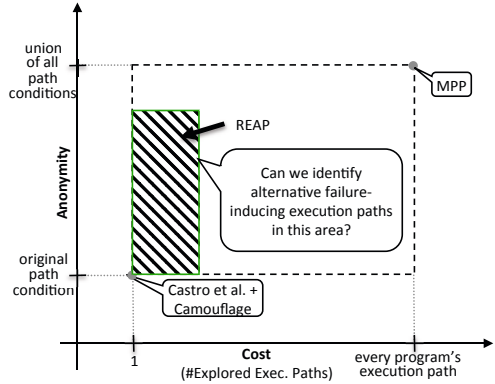 union
of all
path
conditions
MPP
REAP
Can we identify
alternative failure-
inducing execution paths
in this area?
Anonymity
original
path
condition
Castro et al. +
Camouflage
1
Cost
(#Explored Exec. Paths)
every program's
execution path